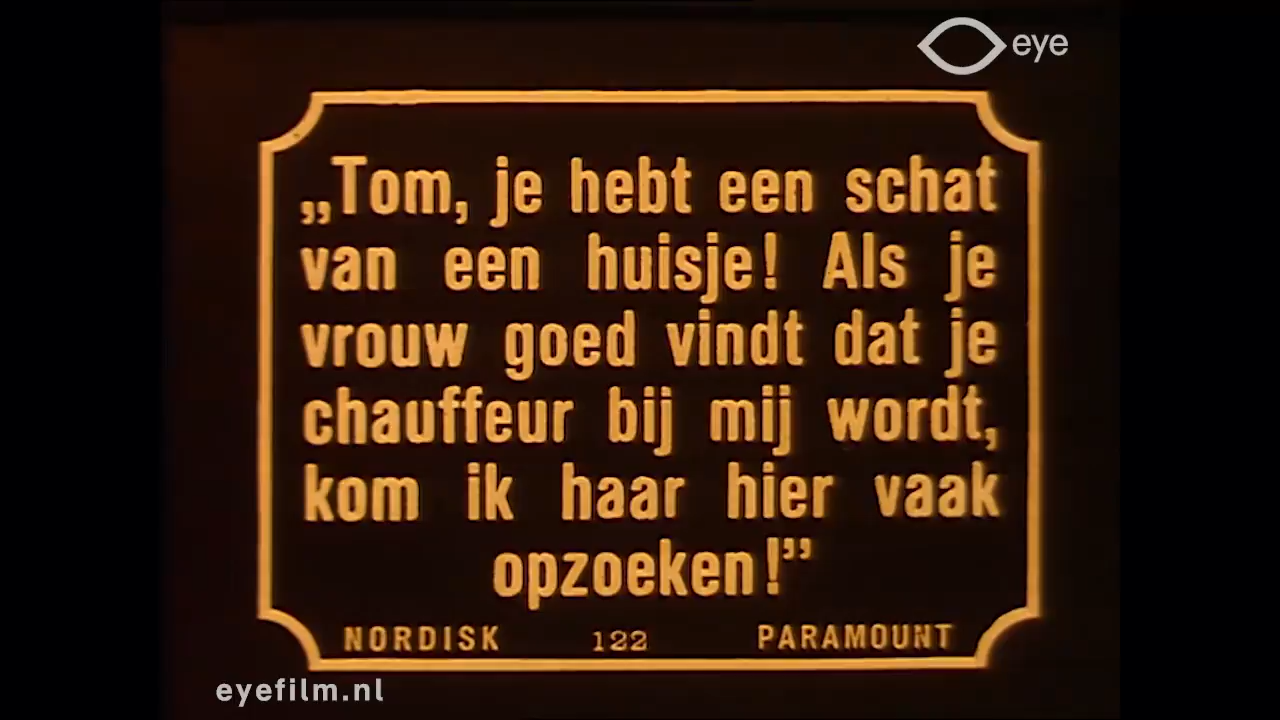 eye
„Tom, je hebt een schat
van een huisje! Als je
vrouw goed vindt dat je
chauffeur bij mij wordt,
kom ik haar hier vaak
opzoeken!”
NORDISK 122 PARAMOUNT
eyefilm.nl